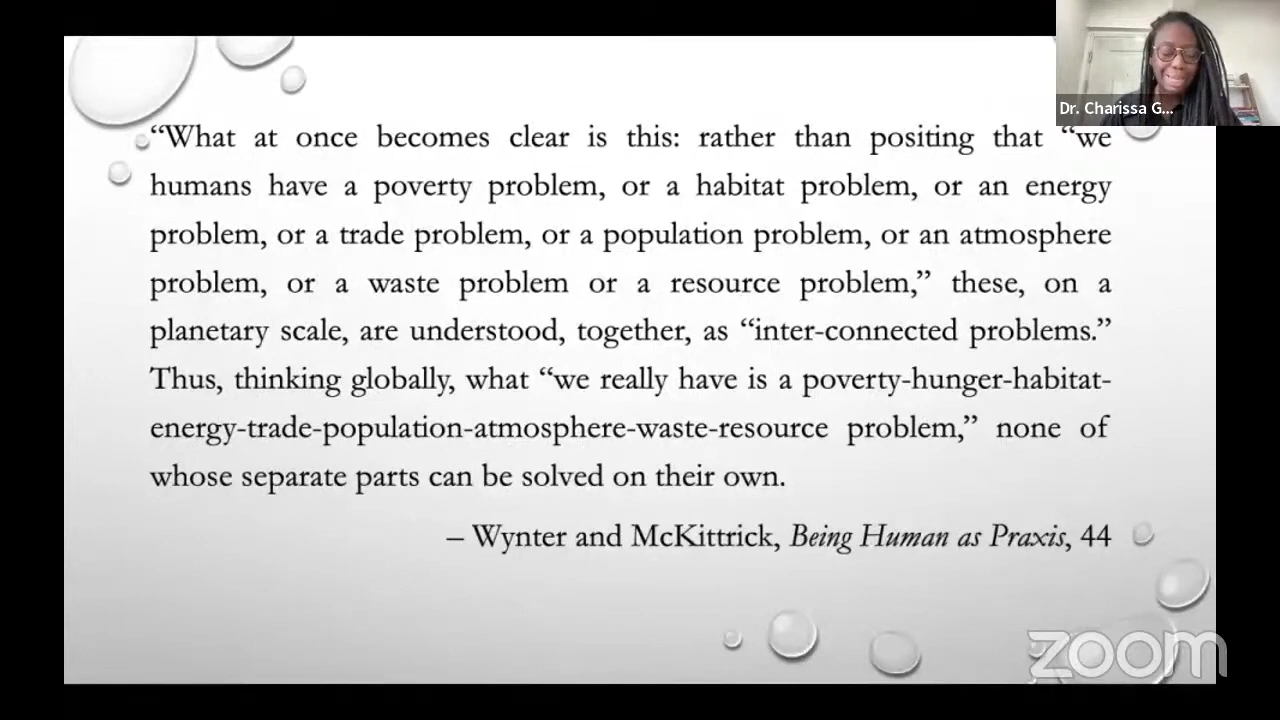 Dr. Charissa G...
“What at once becomes clear is this: rather than positing that “we
humans have a poverty problem, or a habitat problem, or an energy
problem, or a trade problem, or a population problem, or an atmosphere
problem, or a waste problem or a resource problem,” these, on a
planetary scale, are understood, together, as “inter-connected problems.”
Thus, thinking globally, what “we really have is a poverty-hunger-habitat-
energy-trade-population-atmosphere-waste-resource problem,” none of
whose separate parts can be solved on their own.
– Wynter and McKittrick, Being Human as Praxis, 44
zoom